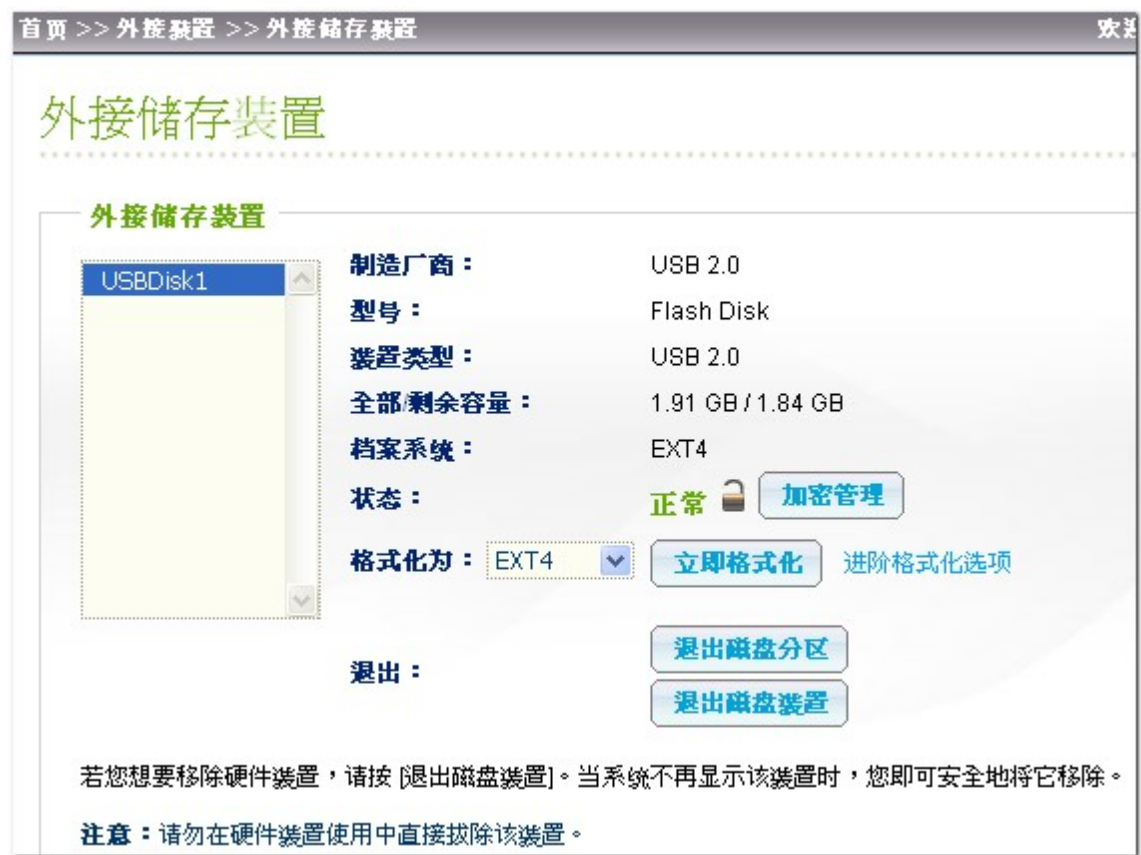 首页 >> 外接装置 >> 外接储存装置 欢迎
外接储存装置
外接储存装置
USBDisk1
制造厂商： USB 2.0
型号： Flash Disk
装置类型： USB 2.0
全部/剩余容量： 1.91 GB / 1.84 GB
档案系统： EXT4
状态： 正常 加密管理
格式化为： EXT4 立即格式化 进阶格式化选项
退出： 退出磁盘分区
退出磁盘装置
若您想要移除硬件装置，请按 [退出磁盘装置]。当系统不再显示该装置时，您即可安全地将它移除。
注意：请勿在硬件装置使用中直接拔除该装置。